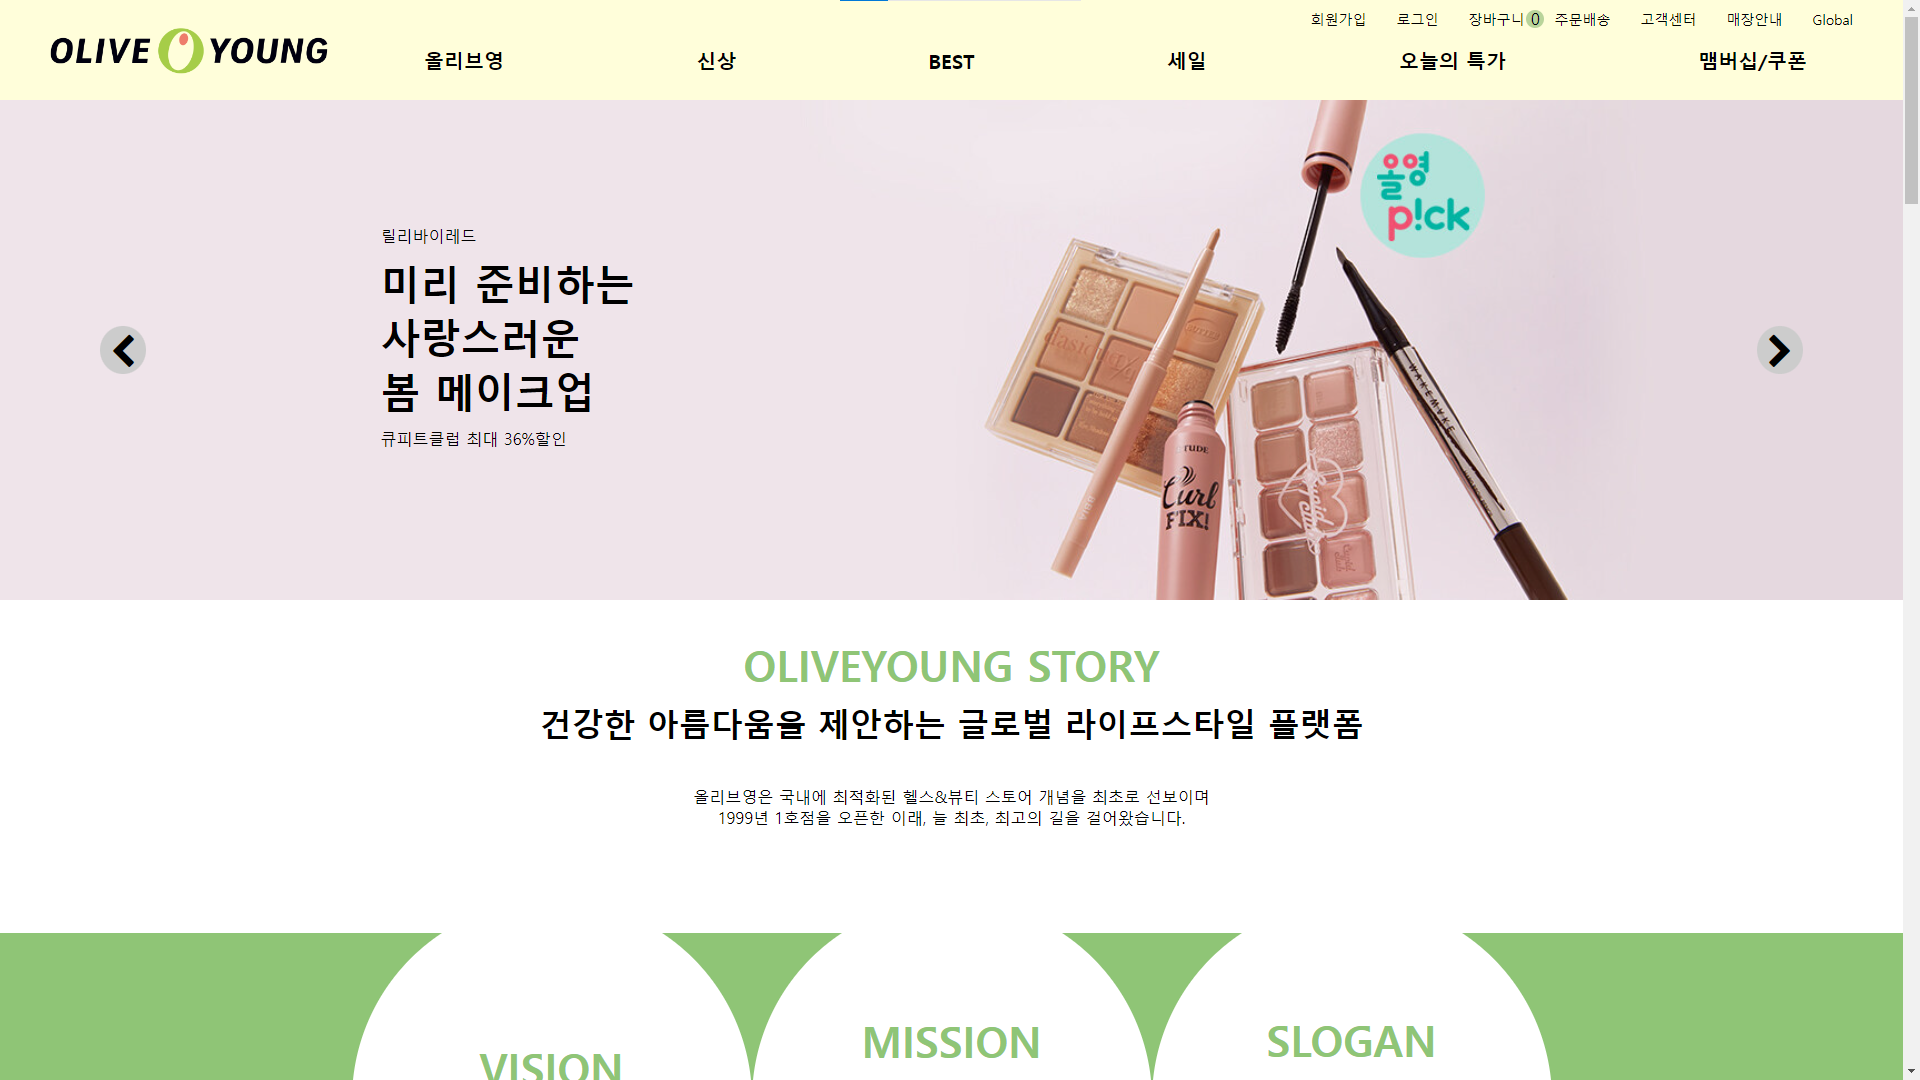 회원가입 로그인 장바구니 0 주문배송 고객센터 매장안내 Global
OLIVE YOUNG
올리브영 신상 BEST 세일 오늘의 특가 맴버십/쿠폰
올영
p!ck
릴리바이레드
미리 준비하는
사랑스러운
봄 메이크업
큐피트클럽 최대 36%할인
dasique
WAKEMAKE
ETUDE
Curl
FIX!
Cupid
Club
OLIVEYOUNG STORY
건강한 아름다움을 제안하는 글로벌 라이프스타일 플랫폼
올리브영은 국내에 최적화된 헬스&뷰티 스토어 개념을 최초로 선보이며
1999년 1호점을 오픈한 이래, 늘 최초, 최고의 길을 걸어왔습니다.
VISION
MISSION
SLOGAN